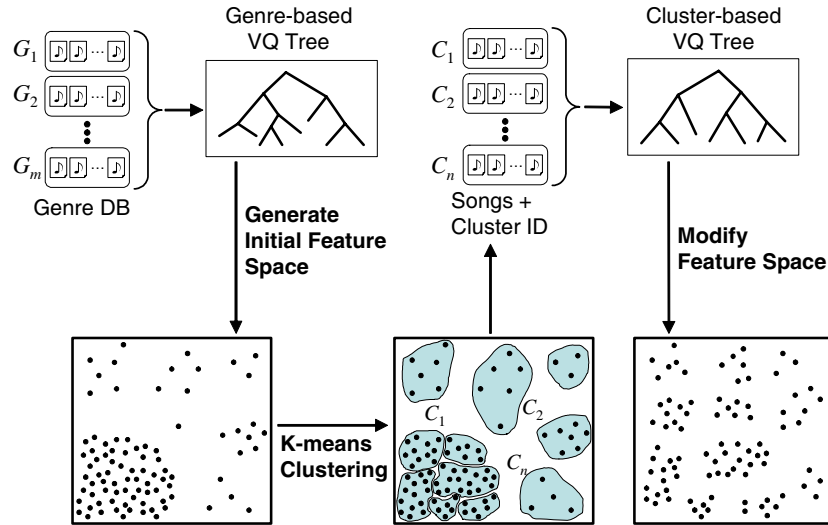 Genre-based
VQ Tree
G1
...
G2
...
Gm
...
Genre DB
Generate
Initial Feature
Space
K-means
Clustering
Cluster-based
VQ Tree
C1
...
C2
...
Cn
...
Songs +
Cluster ID
Modify
Feature Space
C1
C2
Cn